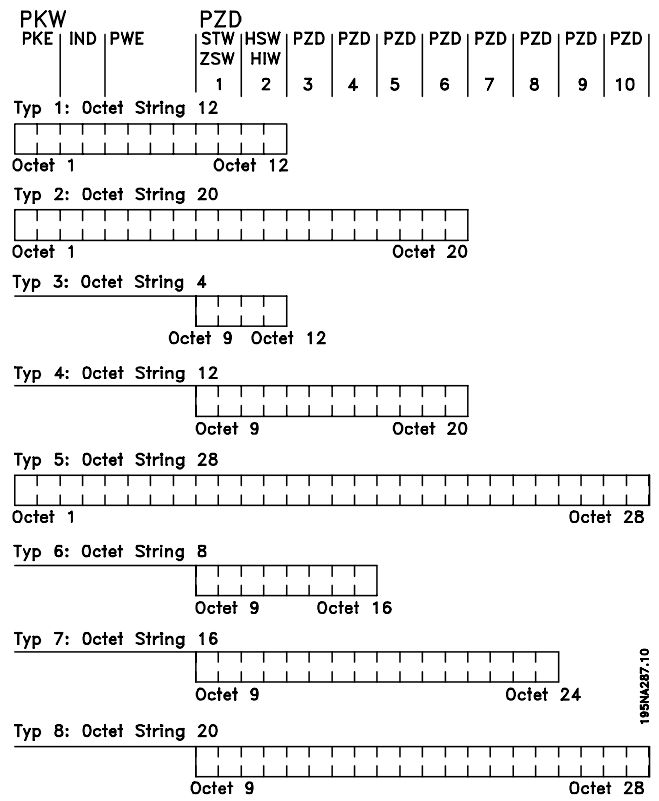 PKW PZD
PKE IND PWE STW HSW PZD PZD PZD PZD PZD PZD PZD PZD
ZSW HIW
1 2 3 4 5 6 7 8 9 10
Typ 1: Octet String 12
Octet 1 Octet 12
Typ 2: Octet String 20
Octet 1 Octet 20
Typ 3: Octet String 4
Octet 9 Octet 12
Typ 4: Octet String 12
Octet 9 Octet 20
Typ 5: Octet String 28
Octet 1 Octet 28
Typ 6: Octet String 8
Octet 9 Octet 16
Typ 7: Octet String 16
Octet 9 Octet 24
195NA287.10
Typ 8: Octet String 20
Octet 9 Octet 28